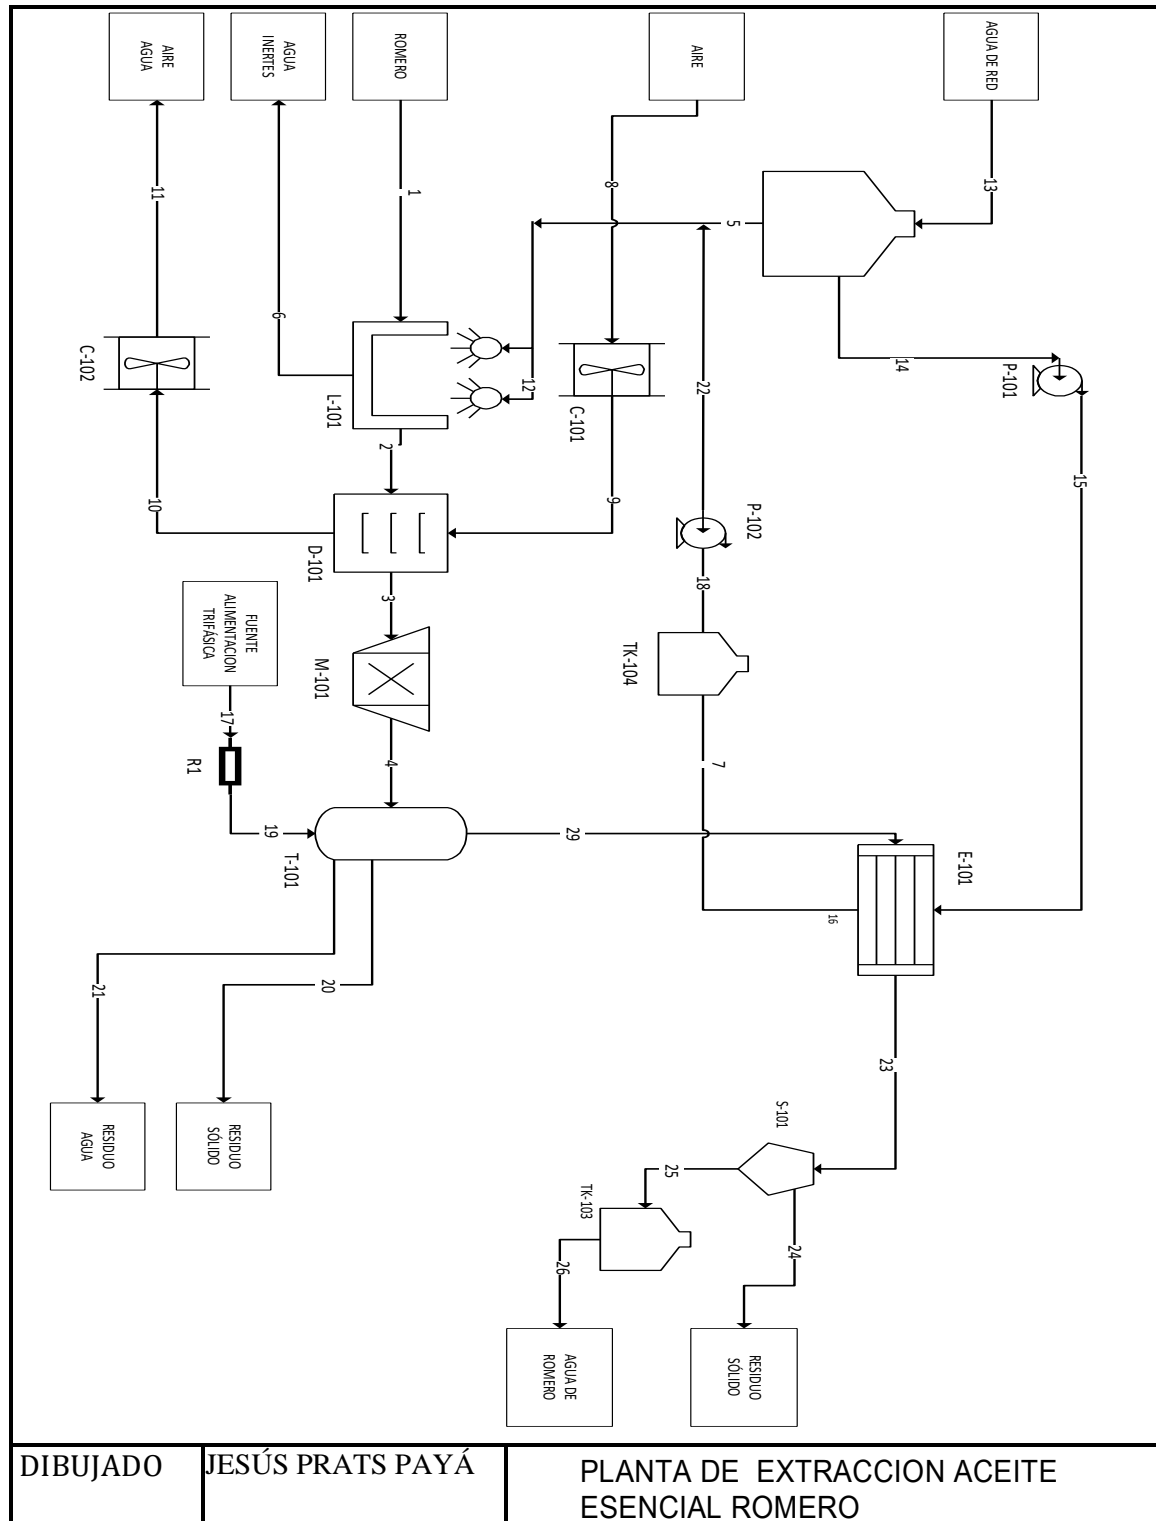 AIRE
AGUA
AGUA
INERTES
ROMERO
AIRE
AGUA DE RED
11
6
1
8
5
13
14
P-101
15
C-102
L-101
12
C-101
22
2
10
9
P-102
D-101
18
3
FUENTE
ALIMENTACION
TRIFÁSICA
M-101
TK-104
17
R1
4
7
19
T-101
29
E-101
16
21
20
23
S-101
RESIDUO
AGUA
RESIDUO
SÓLIDO
25
TK-103
24
26
AGUA DE
ROMERO
RESIDUO
SÓLIDO
DIBUJADO
JESÚS PRATS PAYÁ
PLANTA DE EXTRACCION ACEITE
ESENCIAL ROMERO